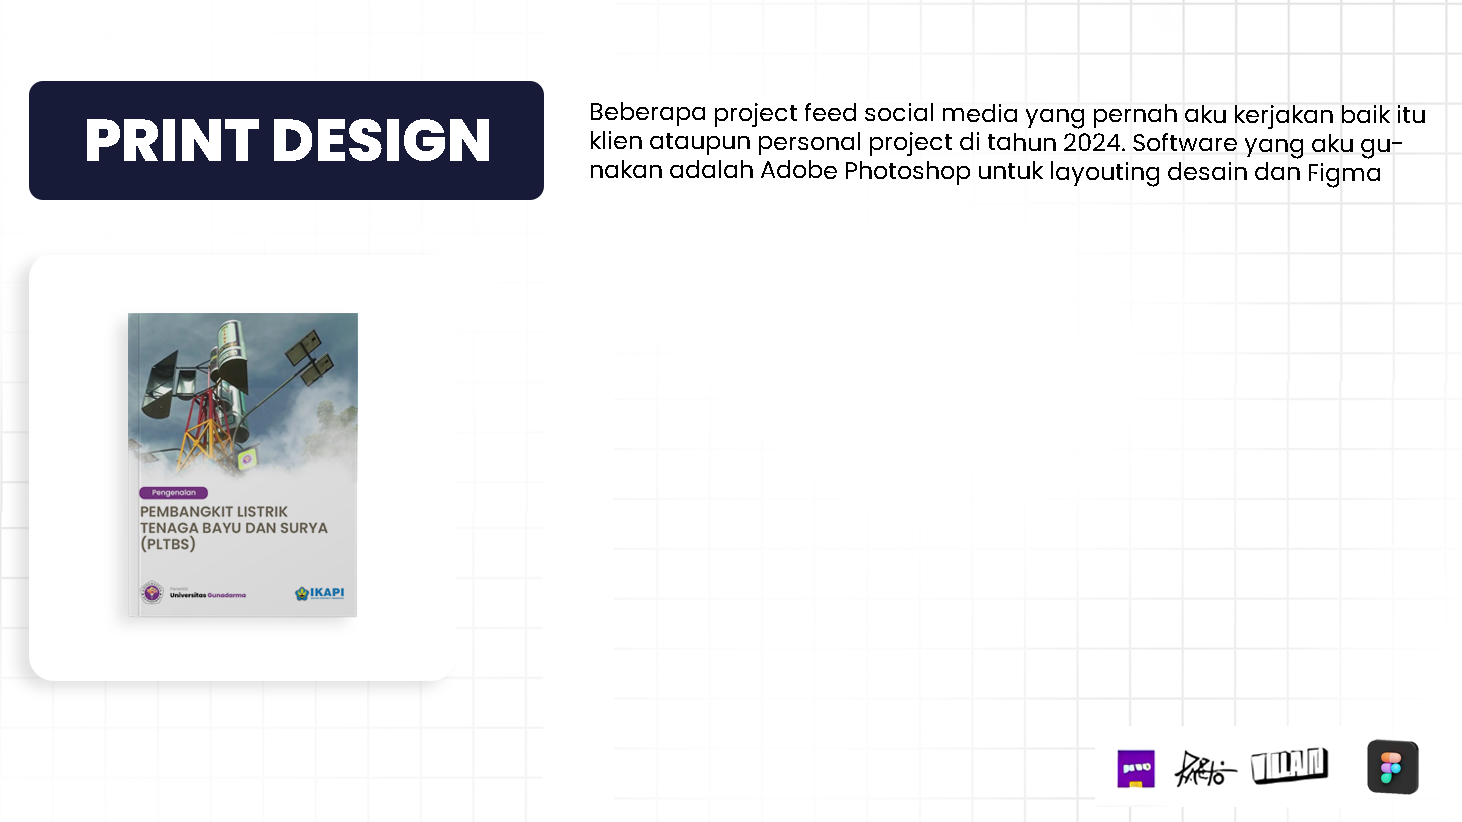 PRINT DESIGN
Beberapa project feed social media yang pernah aku kerjakan baik itu
klien ataupun personal project di tahun 2024. Software yang aku gu-
nakan adalah Adobe Photoshop untuk layouting desain dan Figma
Pengenalan
PEMBANGKIT LISTRIK
TENAGA BAYU DAN SURYA
(PLTBS)
Universitas Gunadarma
IKAPI